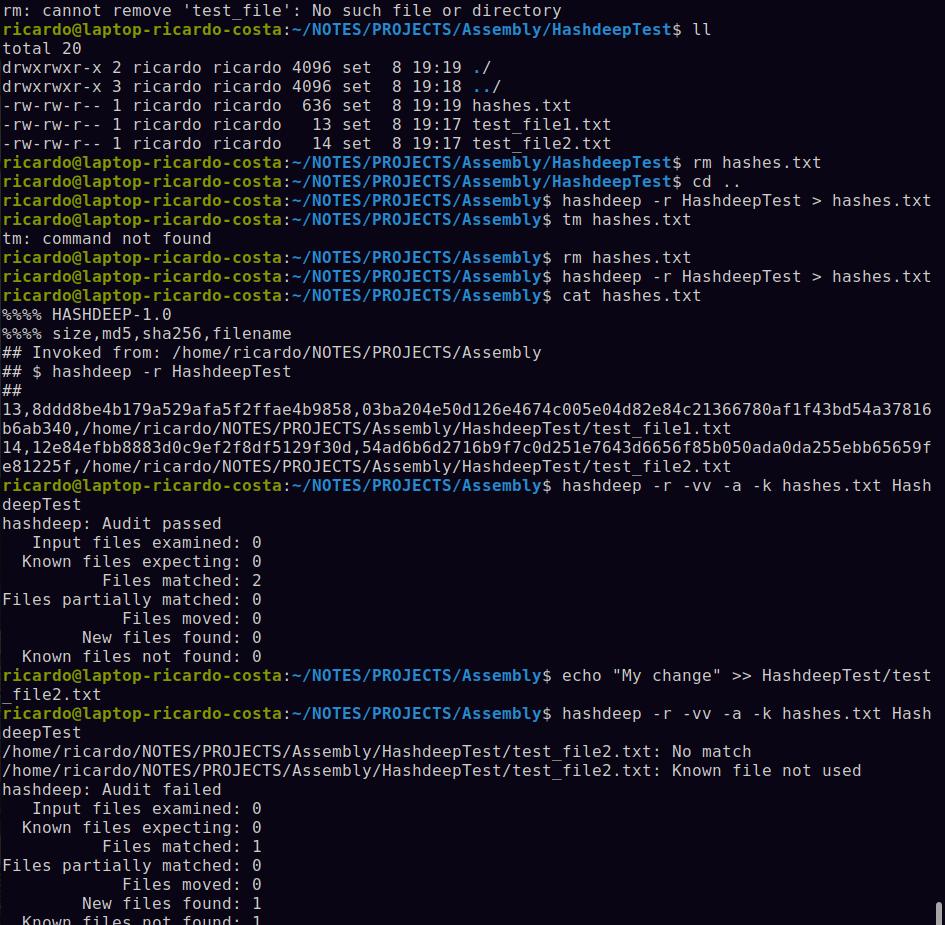 rm: cannot remove 'test_file': No such file or directory
ricardo@laptop-ricardo-costa:~/NOTES/PROJECTS/Assembly/HashdeepTest$ ll
total 20
drwxrwxr-x 2 ricardo ricardo 4096 set  8 19:19 ./
drwxrwxr-x 3 ricardo ricardo 4096 set  8 19:18 ../
-rw-rw-r-- 1 ricardo ricardo  636 set  8 19:19 hashes.txt
-rw-rw-r-- 1 ricardo ricardo   13 set  8 19:17 test_file1.txt
-rw-rw-r-- 1 ricardo ricardo   14 set  8 19:17 test_file2.txt
ricardo@laptop-ricardo-costa:~/NOTES/PROJECTS/Assembly/HashdeepTest$ rm hashes.txt
ricardo@laptop-ricardo-costa:~/NOTES/PROJECTS/Assembly/HashdeepTest$ cd ..
ricardo@laptop-ricardo-costa:~/NOTES/PROJECTS/Assembly$ hashdeep -r HashdeepTest > hashes.txt
ricardo@laptop-ricardo-costa:~/NOTES/PROJECTS/Assembly$ tm hashes.txt
tm: command not found
ricardo@laptop-ricardo-costa:~/NOTES/PROJECTS/Assembly$ rm hashes.txt
ricardo@laptop-ricardo-costa:~/NOTES/PROJECTS/Assembly$ hashdeep -r HashdeepTest > hashes.txt
ricardo@laptop-ricardo-costa:~/NOTES/PROJECTS/Assembly$ cat hashes.txt
%%%% HASHDEEP-1.0
%%%% size,md5,sha256,filename
## Invoked from: /home/ricardo/NOTES/PROJECTS/Assembly
## $ hashdeep -r HashdeepTest
##
13,8ddd8be4b179a529afa5f2ffae4b9858,03ba204e50d126e4674c005e04d82e84c21366780af1f43bd54a37816
b6ab340,/home/ricardo/NOTES/PROJECTS/Assembly/HashdeepTest/test_file1.txt
14,12e84efbb8883d0c9ef2f8df5129f30d,54ad6b6d2716b9f7c0d251e7643d6656f85b050ada0da255ebb65659f
e81225f,/home/ricardo/NOTES/PROJECTS/Assembly/HashdeepTest/test_file2.txt
ricardo@laptop-ricardo-costa:~/NOTES/PROJECTS/Assembly$ hashdeep -r -vv -a -k hashes.txt Hash
deepTest
hashdeep: Audit passed
   Input files examined: 0
  Known files expecting: 0
          Files matched: 2
Files partially matched: 0
            Files moved: 0
        New files found: 0
  Known files not found: 0
ricardo@laptop-ricardo-costa:~/NOTES/PROJECTS/Assembly$ echo "My change" >> HashdeepTest/test
_file2.txt
ricardo@laptop-ricardo-costa:~/NOTES/PROJECTS/Assembly$ hashdeep -r -vv -a -k hashes.txt Hash
deepTest
/home/ricardo/NOTES/PROJECTS/Assembly/HashdeepTest/test_file2.txt: No match
/home/ricardo/NOTES/PROJECTS/Assembly/HashdeepTest/test_file2.txt: Known file not used
hashdeep: Audit failed
   Input files examined: 0
  Known files expecting: 0
          Files matched: 1
Files partially matched: 0
            Files moved: 0
        New files found: 1
  Known files not found: 1